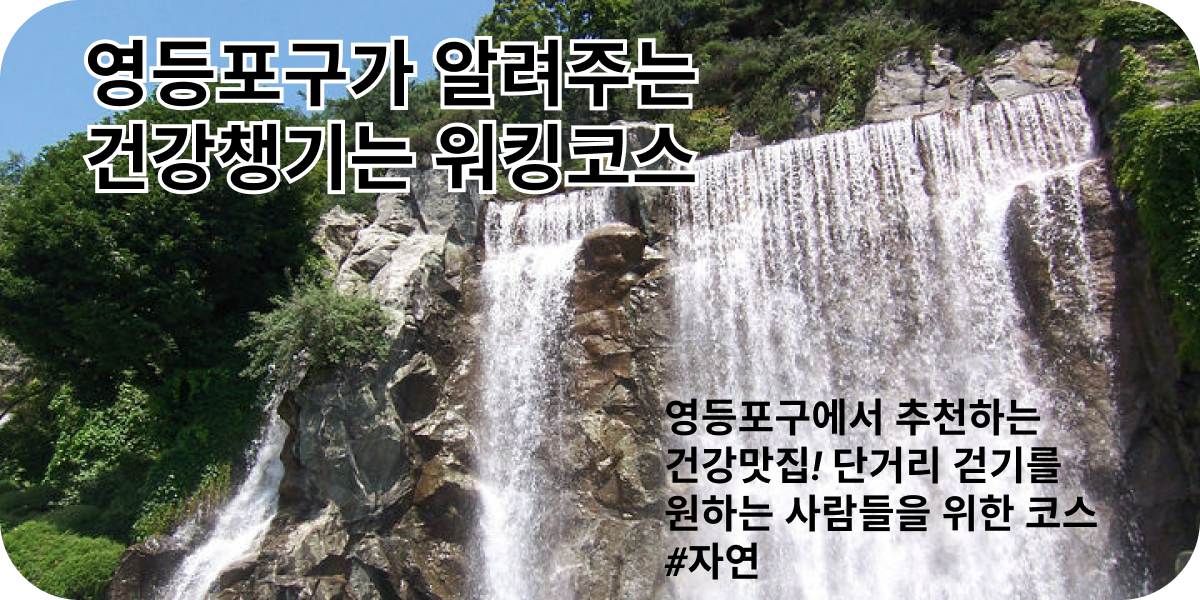 영등포구가 알려주는
건강챙기는 워킹코스
영등포구에서 추천하는
건강맛집! 단거리 걷기를
원하는 사람들을 위한 코스
#자연